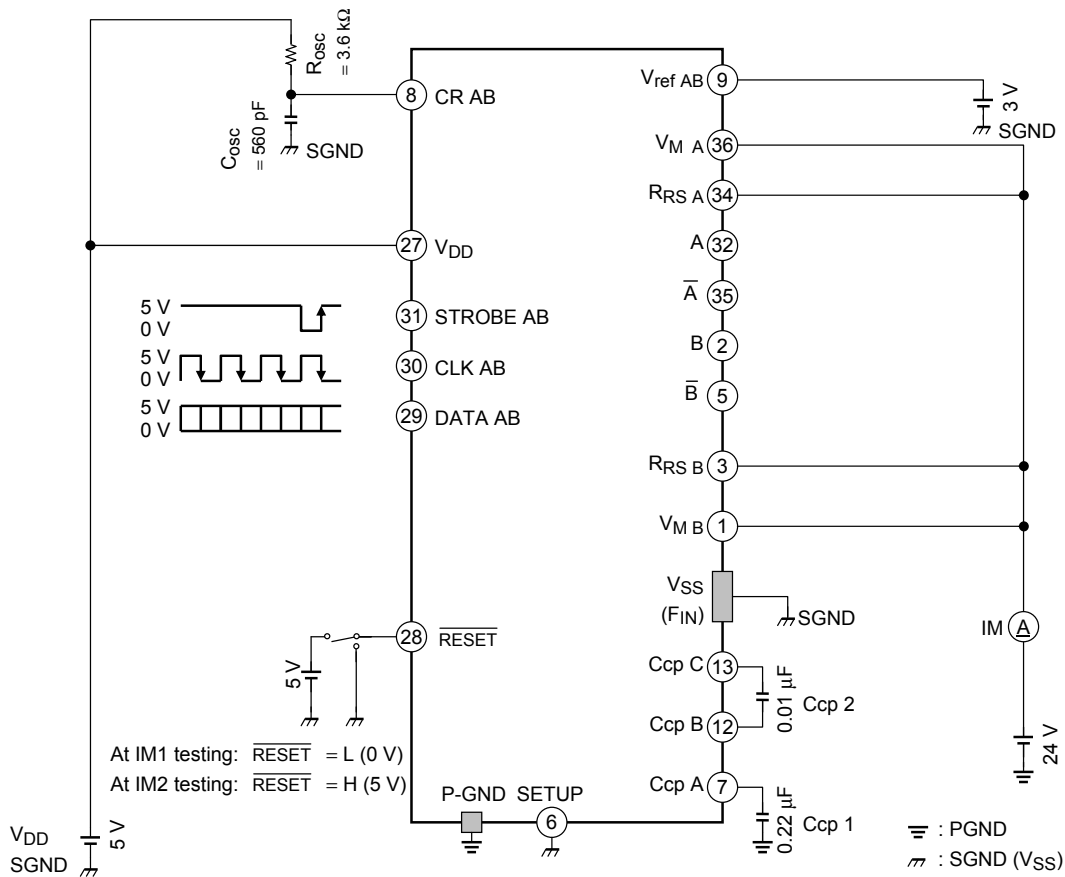 Rosc
= 3.6 kΩ
Cosc
= 560 pF
SGND
8 CR AB
27 VDD
5 V
0 V
31 STROBE AB
5 V
0 V
30 CLK AB
5 V
0 V
29 DATA AB
28 RESET
5 V
At IM1 testing: RESET = L (0 V)
At IM2 testing: RESET = H (5 V)
VDD
SGND
5 V
P-GND
SETUP
6
Vref AB 9
3 V
SGND
VM A 36
RRS A 34
A 32
A 35
B 2
B 5
RRS B 3
VM B 1
VSS
(FIN)
SGND
IM A
24 V
Ccp C 13
0.01 μF
Ccp 2
Ccp B 12
Ccp A 7
0.22 μF
Ccp 1
: PGND
: SGND (VSS)